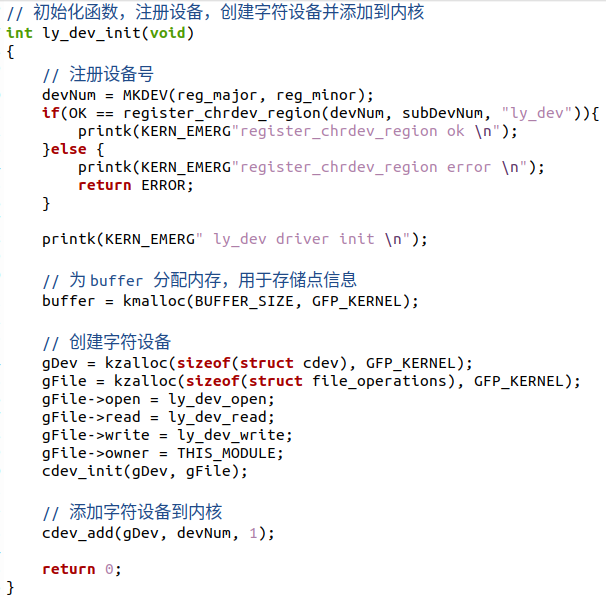 // 初始化函数，注册设备，创建字符设备并添加到内核
int ly_dev_init(void)
{
    // 注册设备号
    devNum = MKDEV(reg_major, reg_minor);
    if(OK == register_chrdev_region(devNum, subDevNum, "ly_dev")){
        printk(KERN_EMERG"register_chrdev_region ok \n");
    }else {
        printk(KERN_EMERG"register_chrdev_region error \n");
        return ERROR;
    }

    printk(KERN_EMERG" ly_dev driver init \n");

    // 为 buffer 分配内存，用于存储点信息
    buffer = kmalloc(BUFFER_SIZE, GFP_KERNEL);

    // 创建字符设备
    gDev = kzalloc(sizeof(struct cdev), GFP_KERNEL);
    gFile = kzalloc(sizeof(struct file_operations), GFP_KERNEL);
    gFile->open = ly_dev_open;
    gFile->read = ly_dev_read;
    gFile->write = ly_dev_write;
    gFile->owner = THIS_MODULE;
    cdev_init(gDev, gFile);

    // 添加字符设备到内核
    cdev_add(gDev, devNum, 1);

    return 0;
}